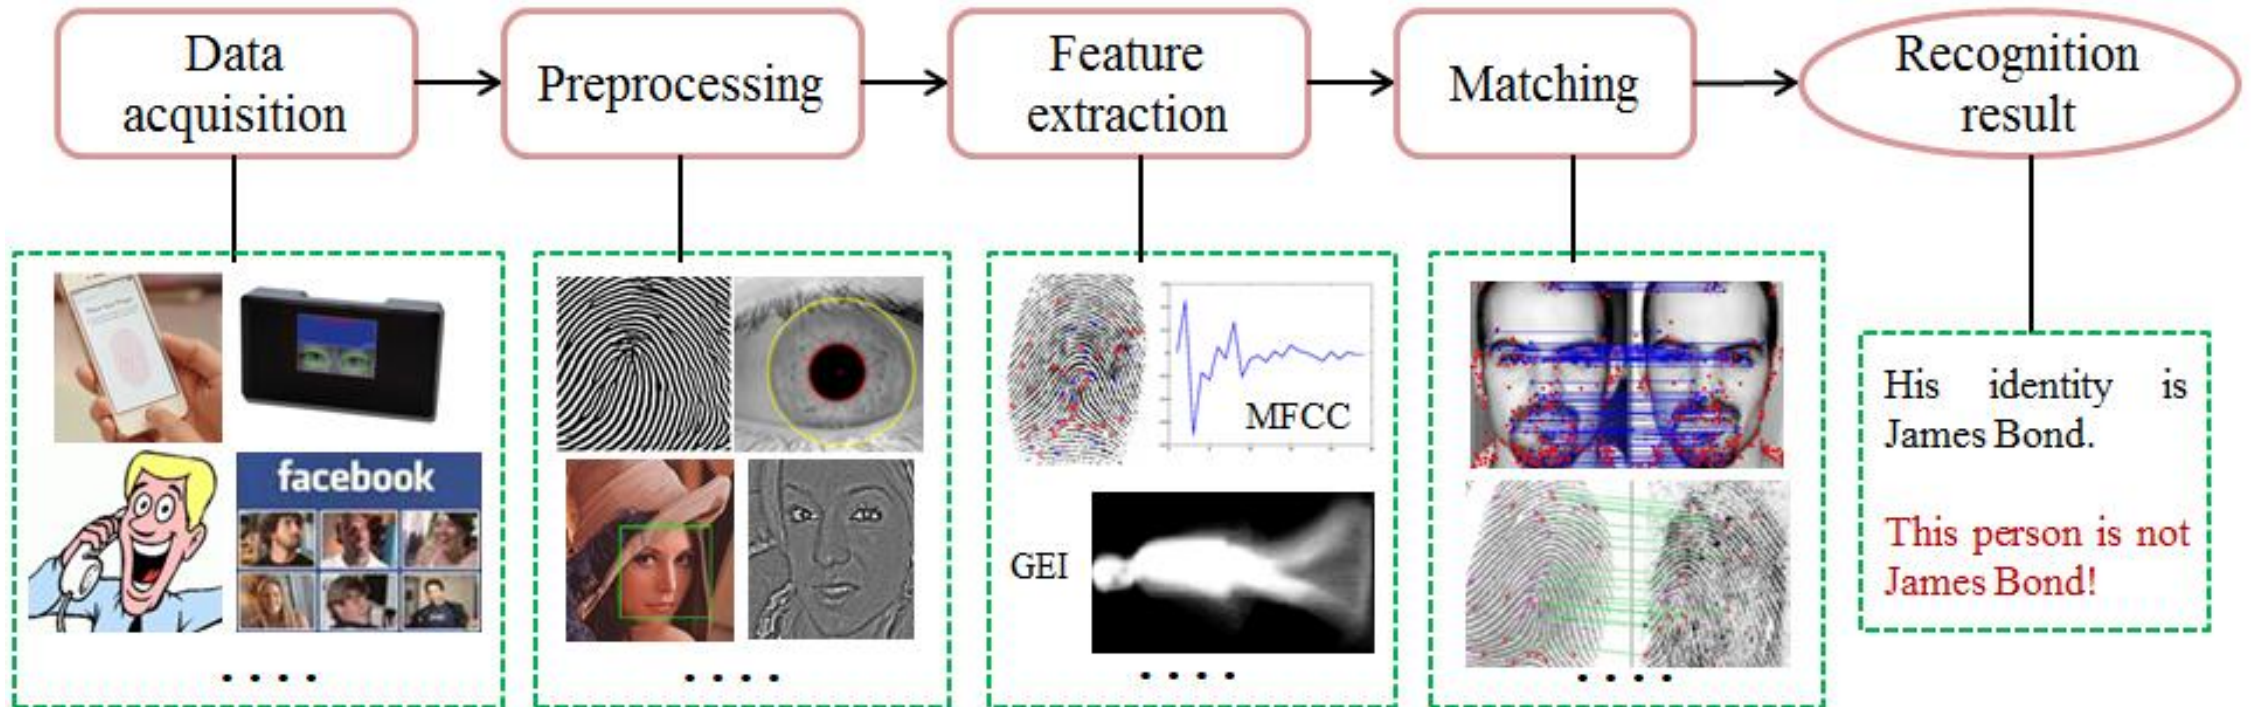 Data
acquisition
Preprocessing
Feature
extraction
Matching
Recognition
result
facebook
MFCC
GEI
His identity is
James Bond.
This person is not
James Bond!